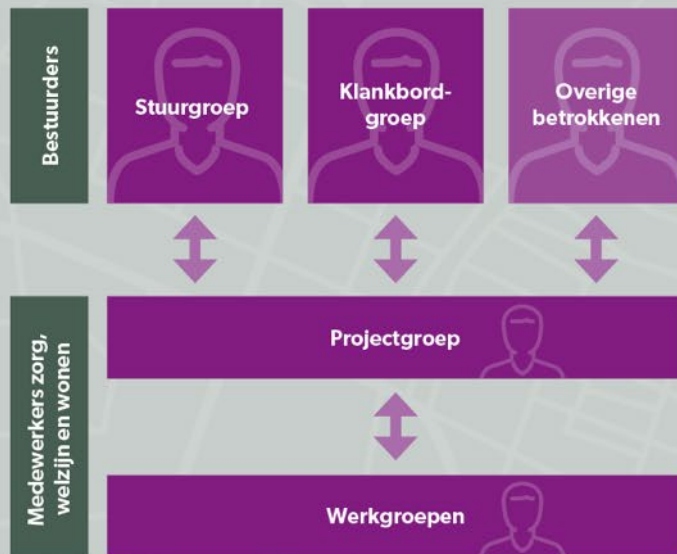 Bestuurders
Stuurgroep
Klankbord-
groep
Overige
betrokkenen
Medewerkers zorg,
welzijn en wonen
Projectgroep
Werkgroepen